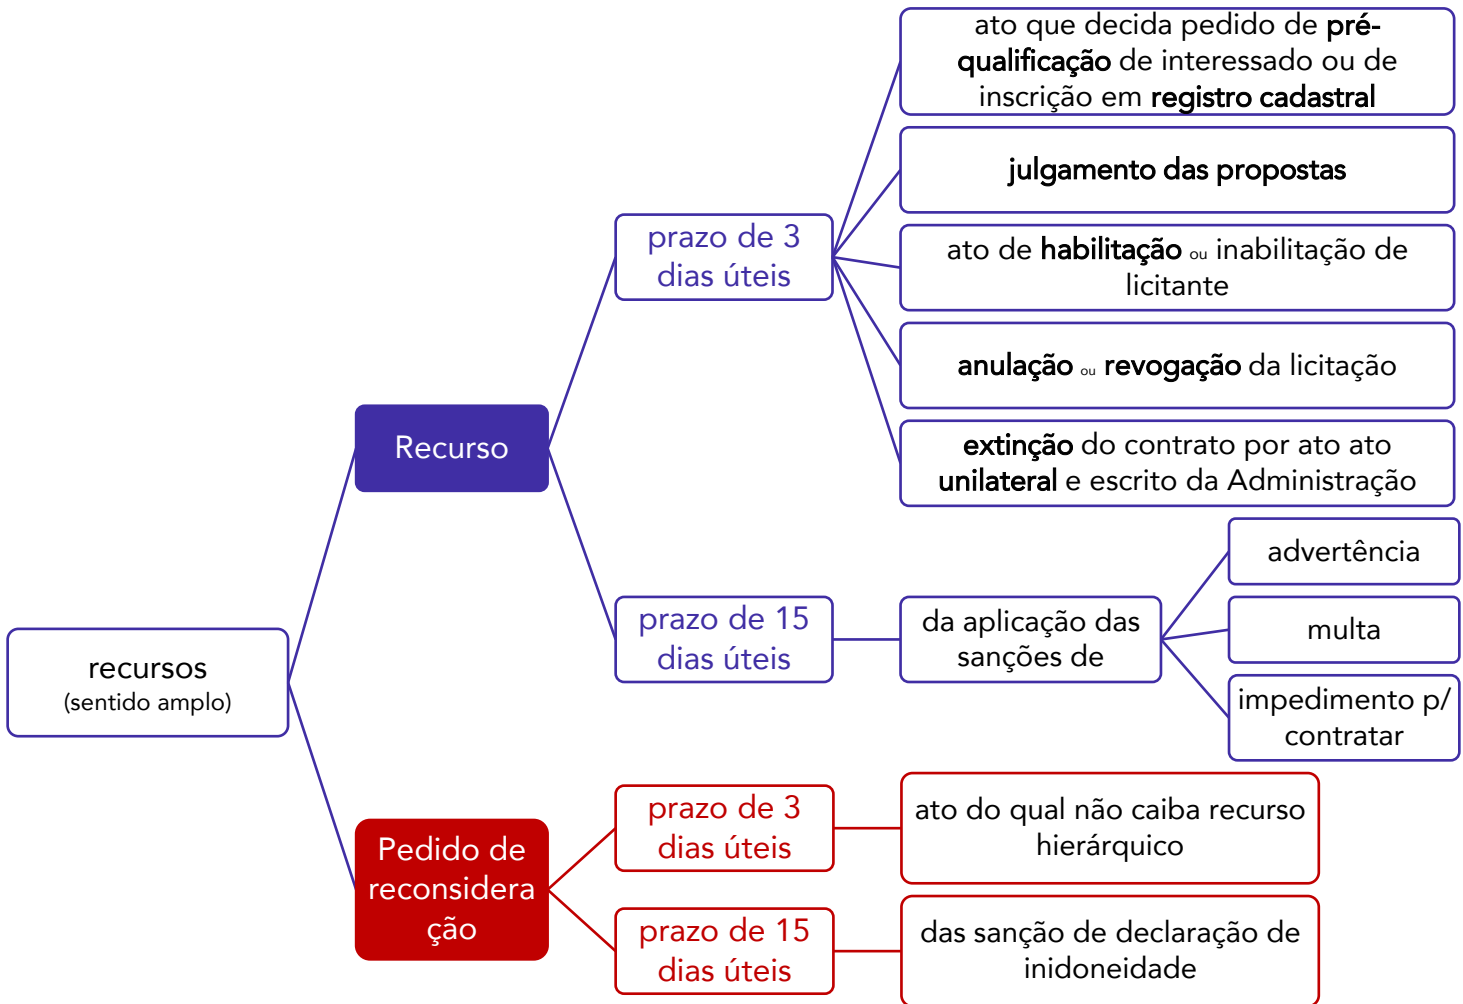 recursos
(sentido amplo)
Recurso
prazo de 3
dias úteis
ato que decida pedido de pré-
qualificação de interessado ou de
inscrição em registro cadastral
julgamento das propostas
ato de habilitação ou inabilitação de
licitante
anulação ou revogação da licitação
extinção do contrato por ato ato
unilateral e escrito da Administração
prazo de 15
dias úteis
da aplicação das
sanções de
advertência
multa
impedimento p/
contratar
Pedido de
reconsidera
ção
prazo de 3
dias úteis
ato do qual não caiba recurso
hierárquico
prazo de 15
dias úteis
das sanção de declaração de
inidoneidade